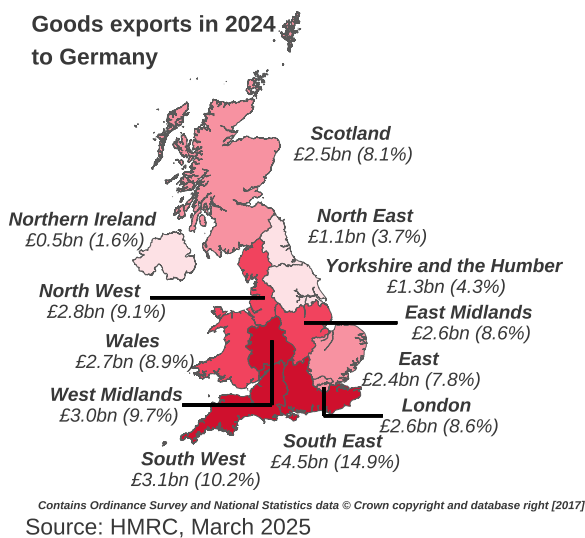 Goods exports in 2024
to Germany
Scotland
£2.5bn (8.1%)
Northern Ireland
£0.5bn (1.6%)
North East
£1.1bn (3.7%)
Yorkshire and the Humber
£1.3bn (4.3%)
North West
£2.8bn (9.1%)
East Midlands
£2.6bn (8.6%)
Wales
£2.7bn (8.9%)
East
£2.4bn (7.8%)
West Midlands
£3.0bn (9.7%)
London
£2.6bn (8.6%)
South East
£4.5bn (14.9%)
South West
£3.1bn (10.2%)
Contains Ordinance Survey and National Statistics data © Crown copyright and database right [2017]
Source: HMRC, March 2025